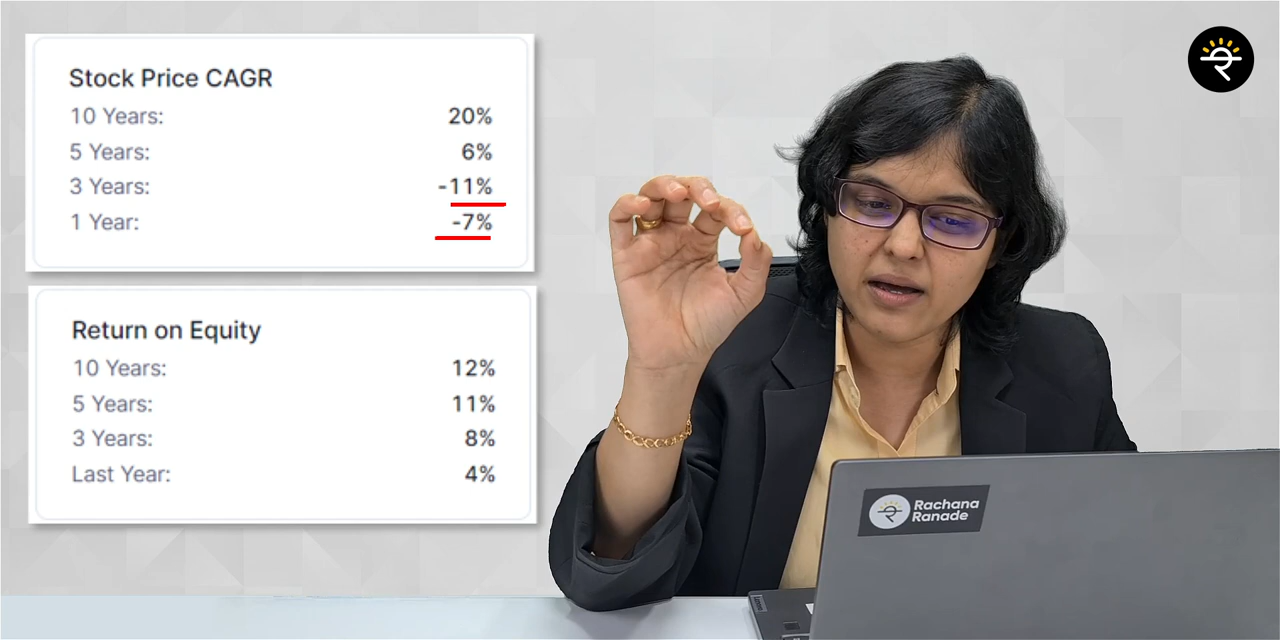 Stock Price CAGR
10 Years: 20%
5 Years: 6%
3 Years: -11%
1 Year: -7%
Return on Equity
10 Years: 12%
5 Years: 11%
3 Years: 8%
Last Year: 4%
Rachana
Ranade